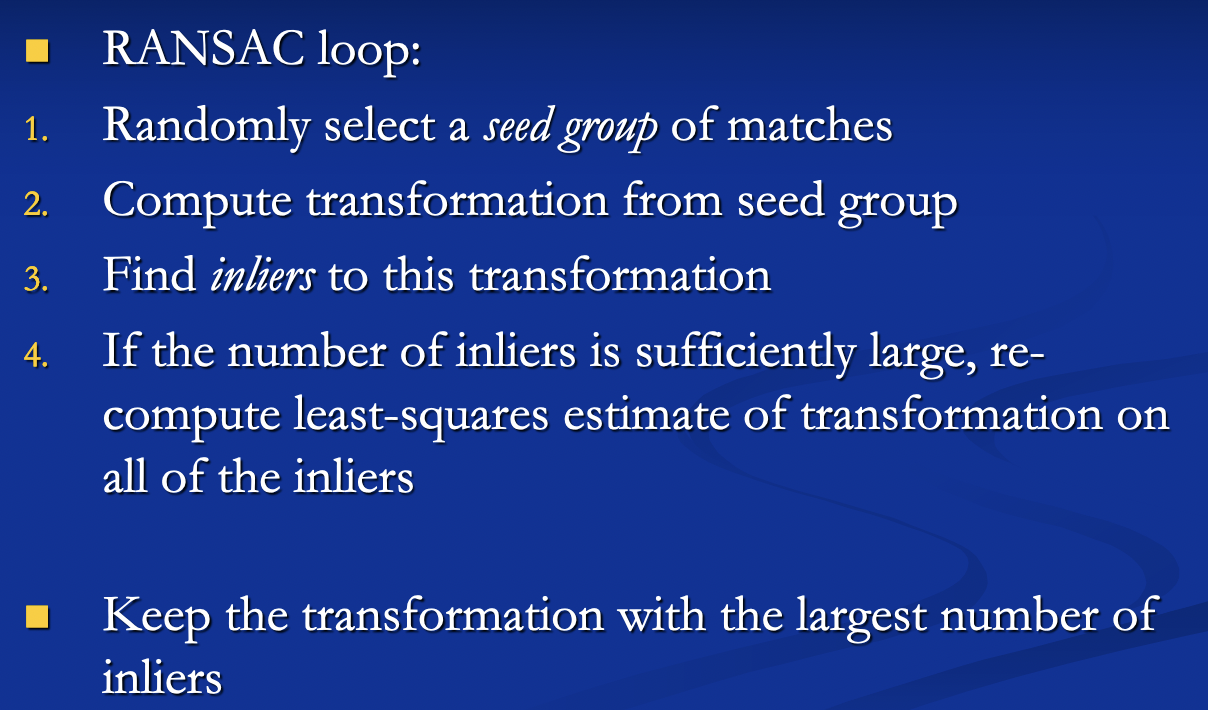 RANSAC loop:
1. Randomly select a seed group of matches
2. Compute transformation from seed group
3. Find inliers to this transformation
4. If the number of inliers is sufficiently large, re-
compute least-squares estimate of transformation on
all of the inliers
Keep the transformation with the largest number of
inliers